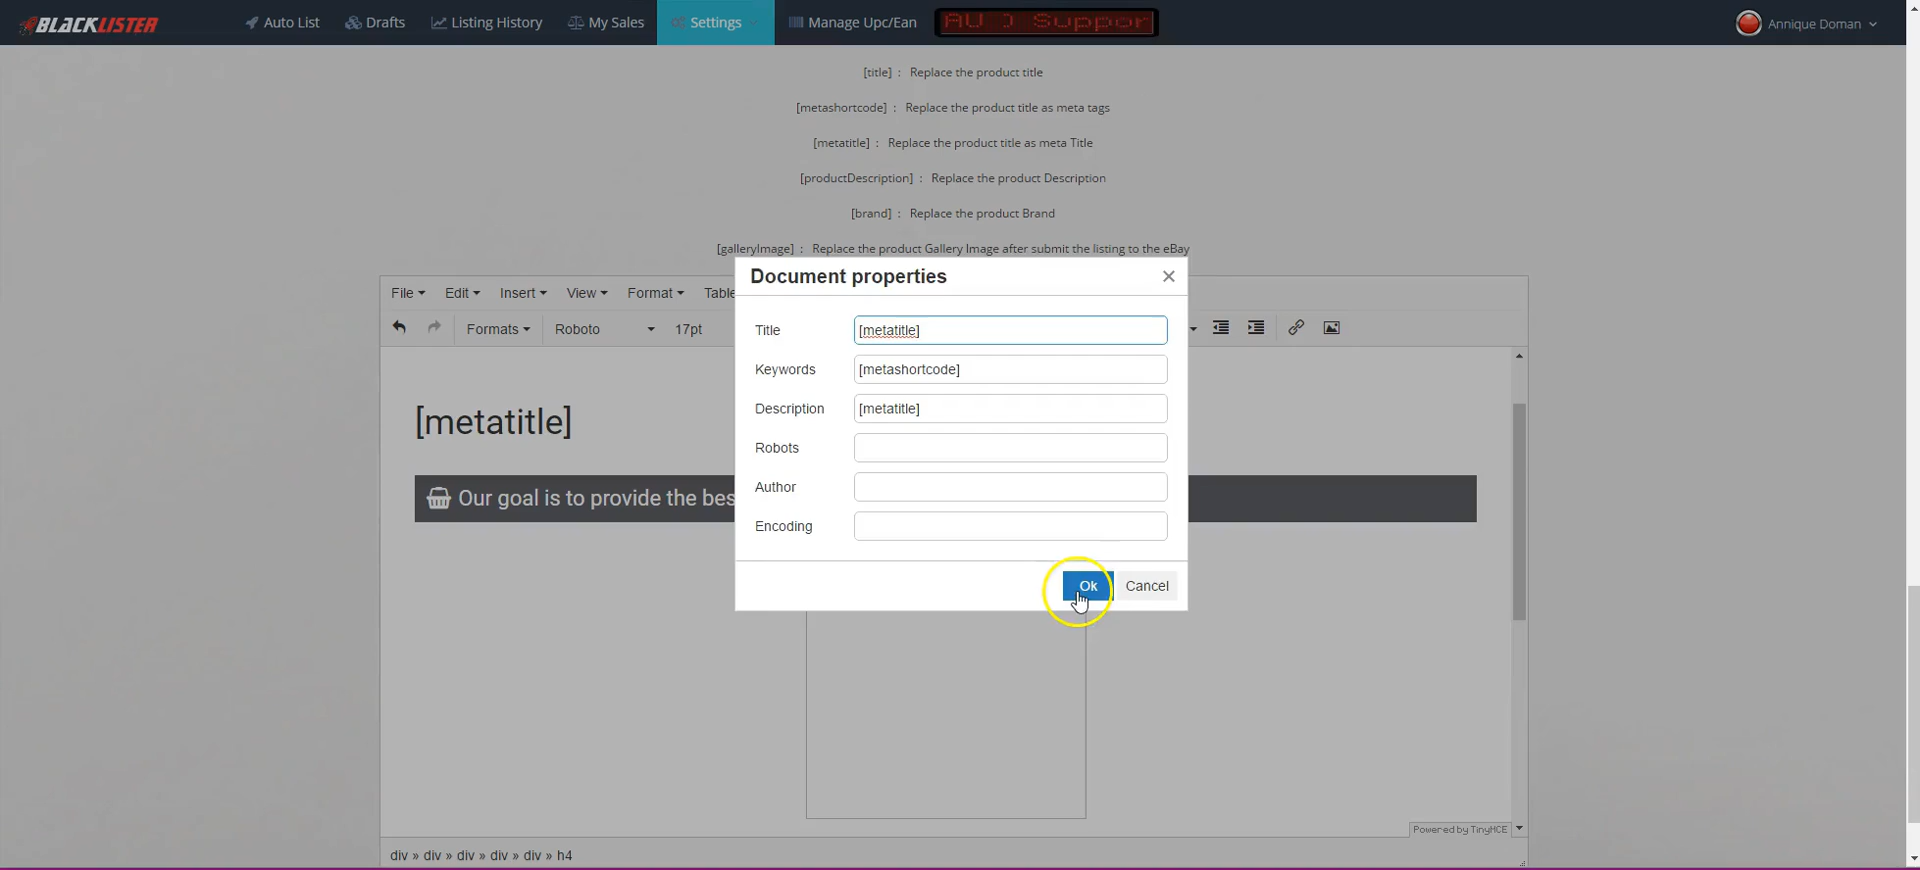 BLACKLISTER Auto List Drafts Listing History My Sales Settings Manage Upc/Ean AU ) Suppor Annique Doman
[title] : Replace the product title
[metashortcode] : Replace the product title as meta tags
[metatitle] : Replace the product title as meta Title
[productDescription] : Replace the product Description
[brand] : Replace the product Brand
[galleryImage] : Replace the product Gallery Image after submit the listing to the eBay
Document properties
File Edit Insert View Format Table
Formats Roboto 17pt
Title [metatitle]
Keywords [metashortcode]
Description [metatitle]
Robots
Author
Encoding
Ok Cancel
[metatitle]
Our goal is to provide the bes
Powered by TinyMCE
div » div » div » div » div » h4